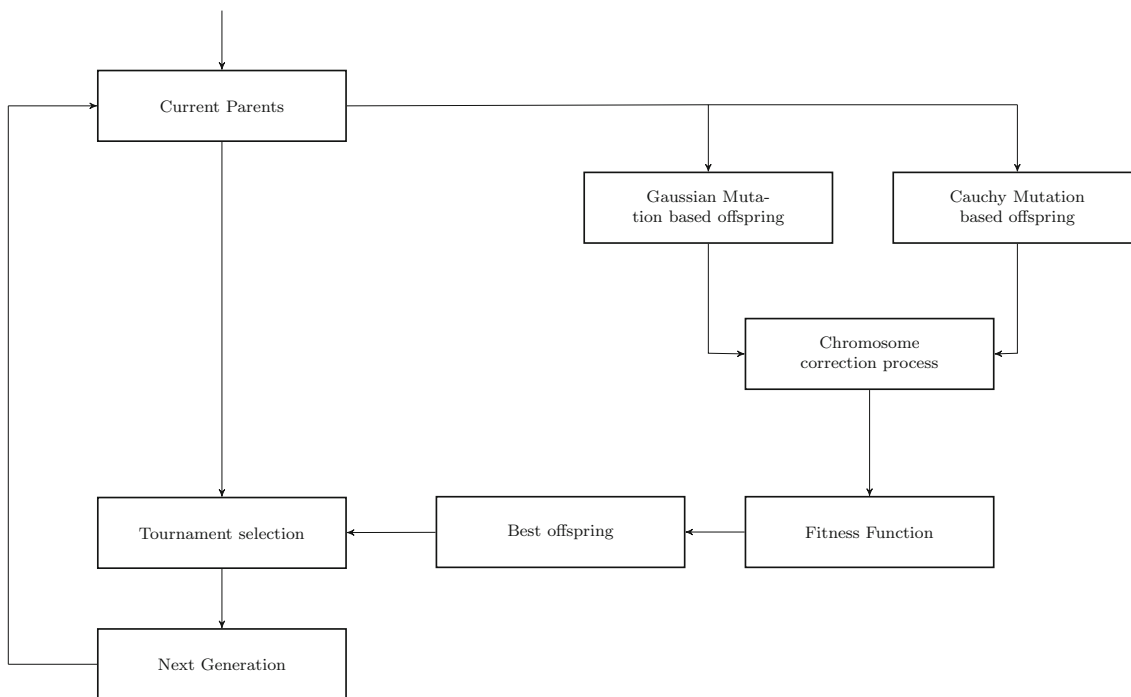 Current Parents
Gaussian Muta-
tion based offspring
Cauchy Mutation
based offspring
Chromosome
correction process
Tournament selection
Best offspring
Fitness Function
Next Generation